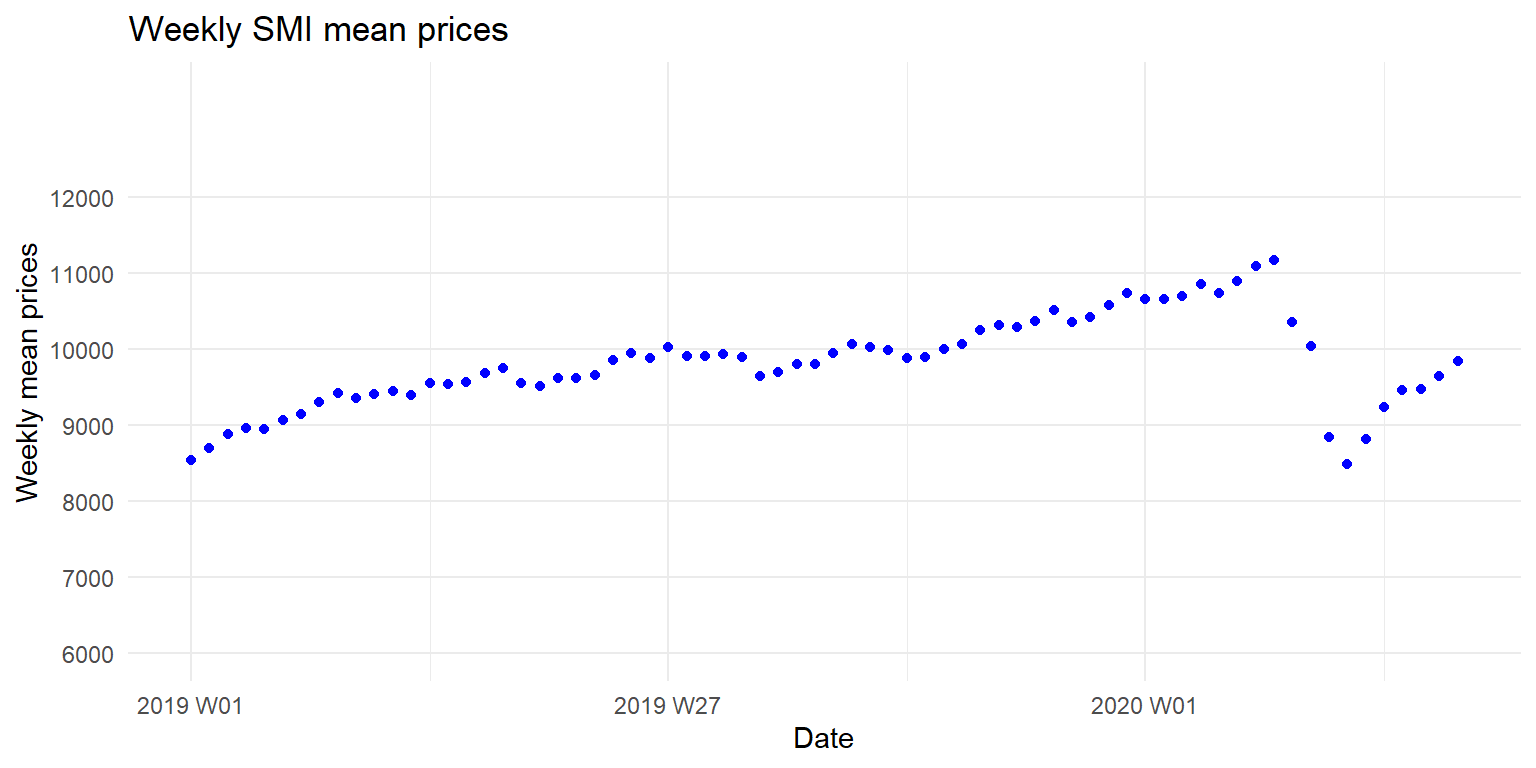 Weekly SMI mean prices
Weekly mean prices
12000
11000
10000
9000
8000
7000
6000
2019 W01
2019 W27
2020 W01
Date